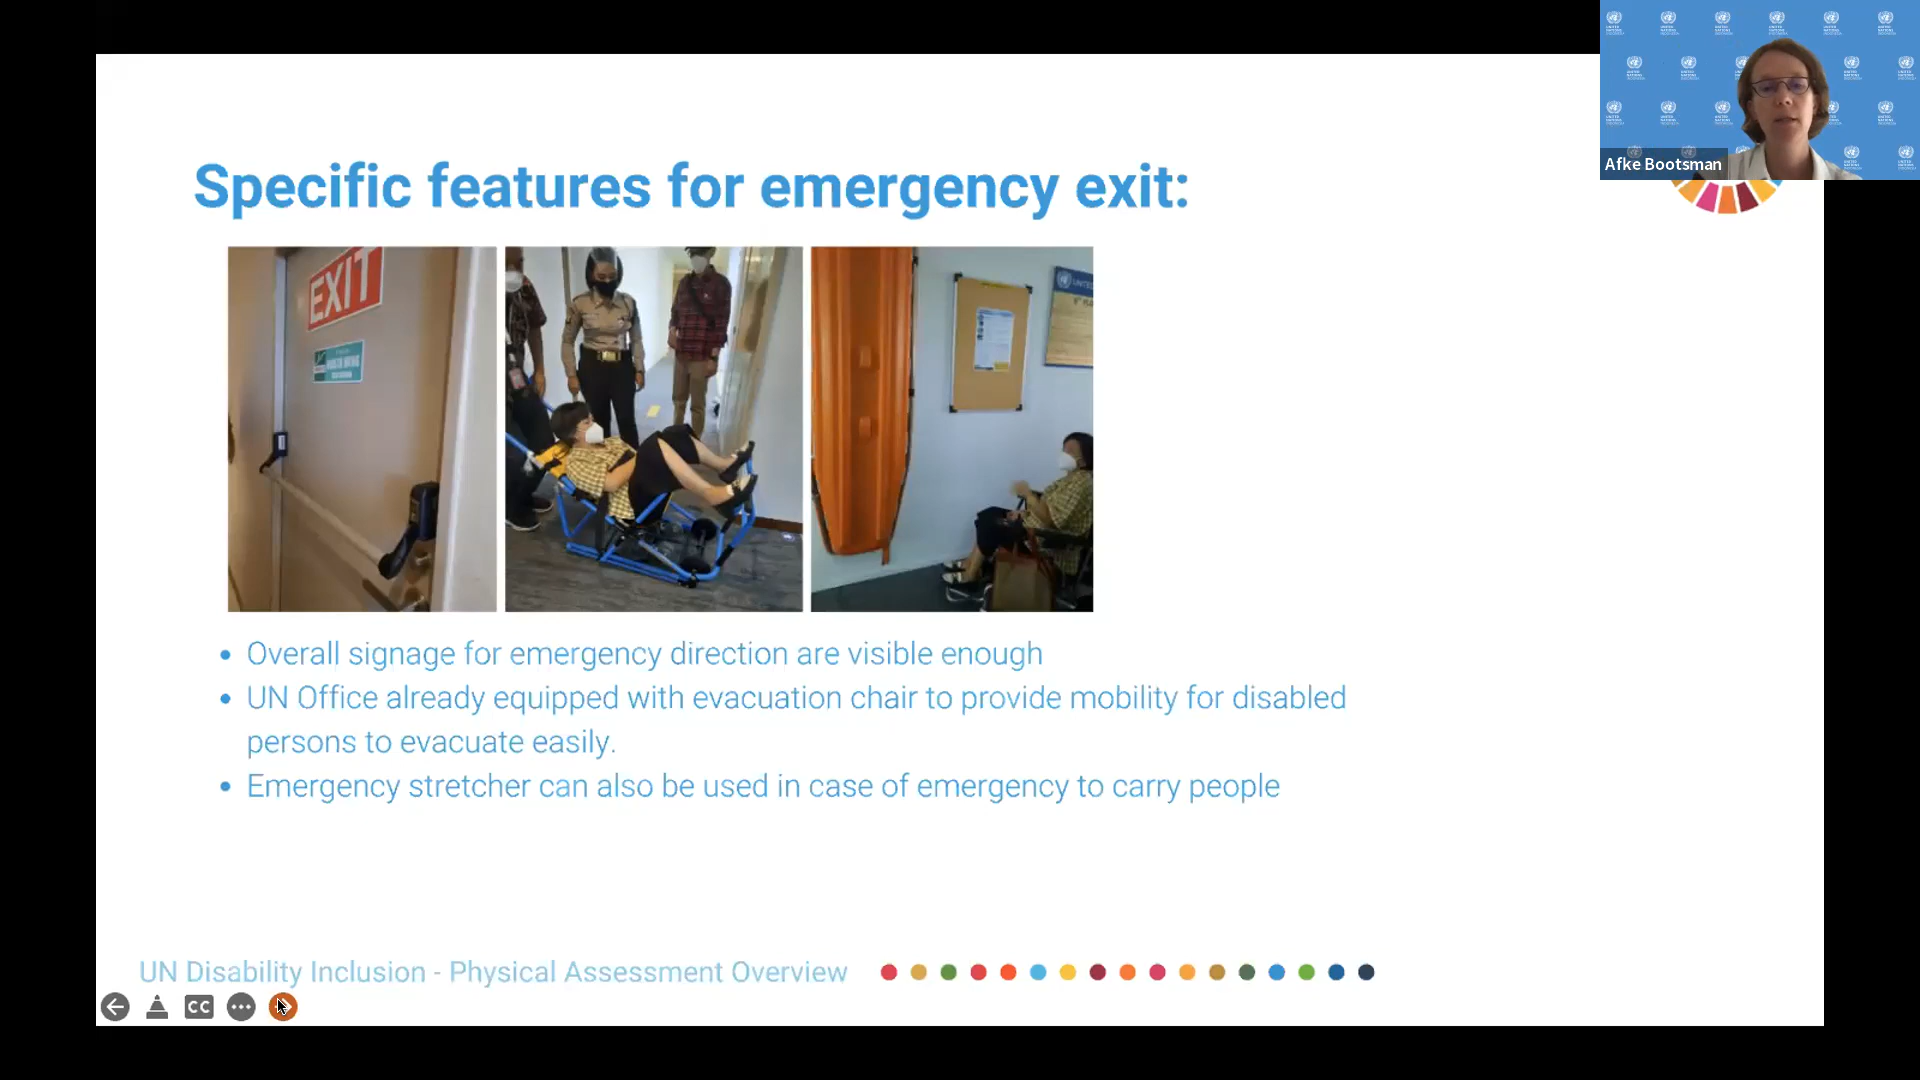 Specific features for emergency exit:
EXIT
UNITED
• Overall signage for emergency direction are visible enough
• UN Office already equipped with evacuation chair to provide mobility for disabled
persons to evacuate easily.
• Emergency stretcher can also be used in case of emergency to carry people
UN Disability Inclusion - Physical Assessment Overview
CC
Afke Bootsman